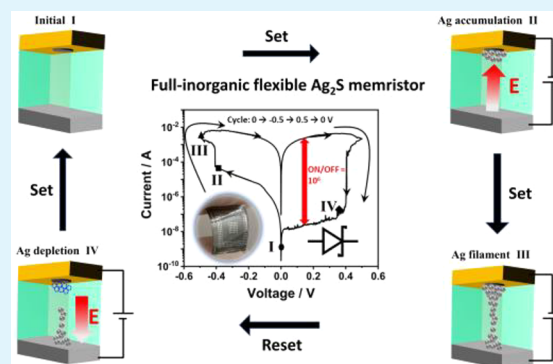 Initial I
Set
Ag accumulation II
E
Full-inorganic flexible Ag₂S memristor
Cycle: 0 → -0.5 → 0.5 → 0 V
Current / A
10⁻²
10⁻⁴
10⁻⁶
10⁻⁸
10⁻¹⁰
III
II
ON/OFF =
10⁶
IV
I
-0.6 -0.4 -0.2 0.0 0.2 0.4 0.6
Voltage / V
Set
Set
Ag depletion IV
E
Reset
Ag filament III